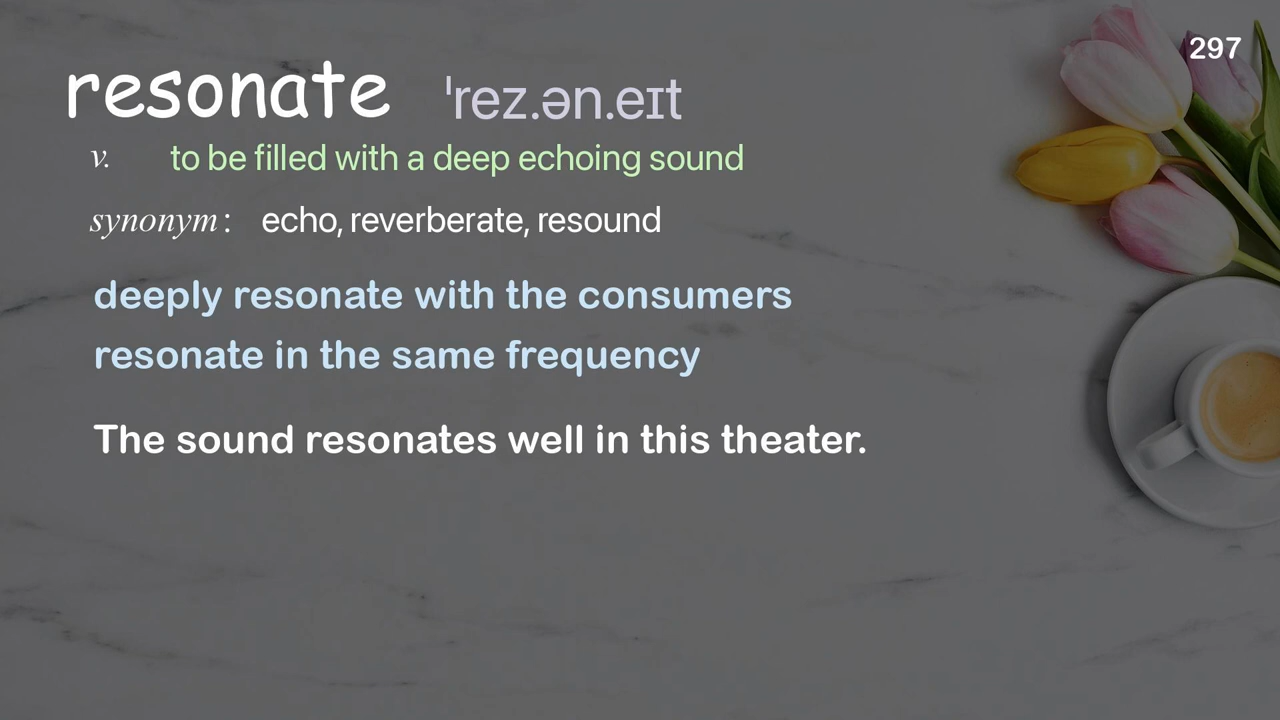 297
resonate ˈrez.ən.eɪt
v. to be filled with a deep echoing sound
synonym: echo, reverberate, resound
deeply resonate with the consumers
resonate in the same frequency
The sound resonates well in this theater.